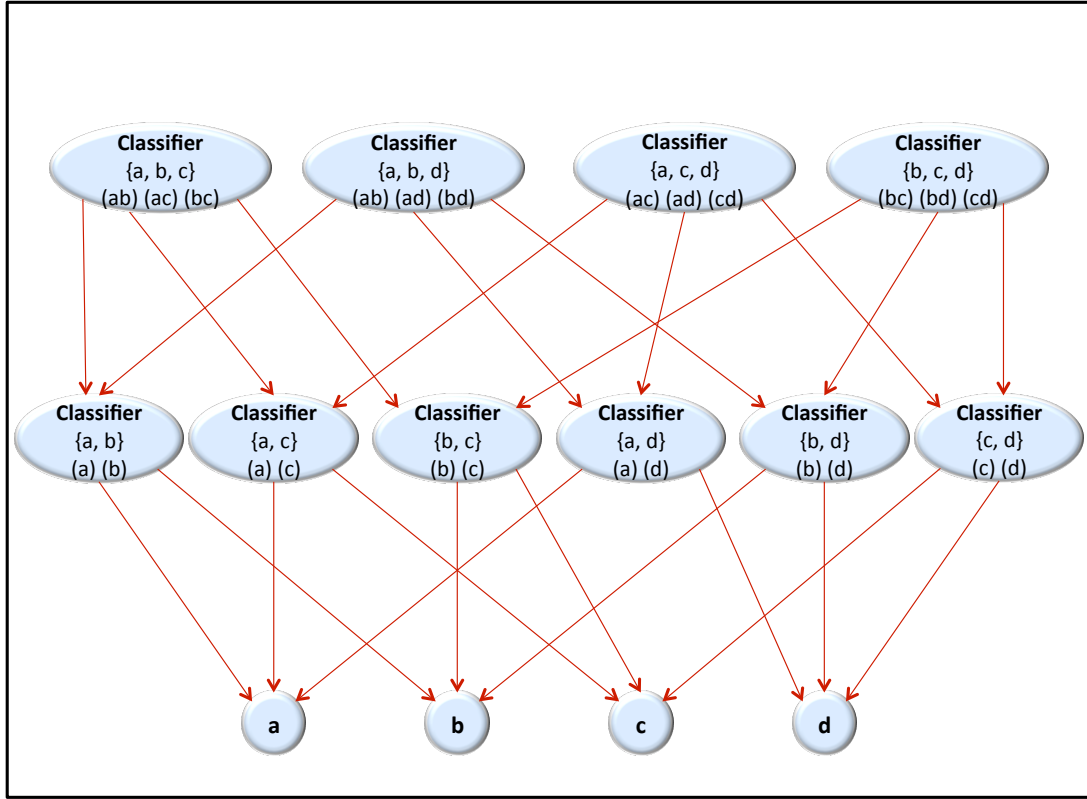 Classifier
{a, b, c}
(ab) (ac) (bc)
Classifier
{a, b, d}
(ab) (ad) (bd)
Classifier
{a, c, d}
(ac) (ad) (cd)
Classifier
{b, c, d}
(bc) (bd) (cd)
Classifier
{a, b}
(a) (b)
Classifier
{a, c}
(a) (c)
Classifier
{b, c}
(b) (c)
Classifier
{a, d}
(a) (d)
Classifier
{b, d}
(b) (d)
Classifier
{c, d}
(c) (d)
a
b
c
d